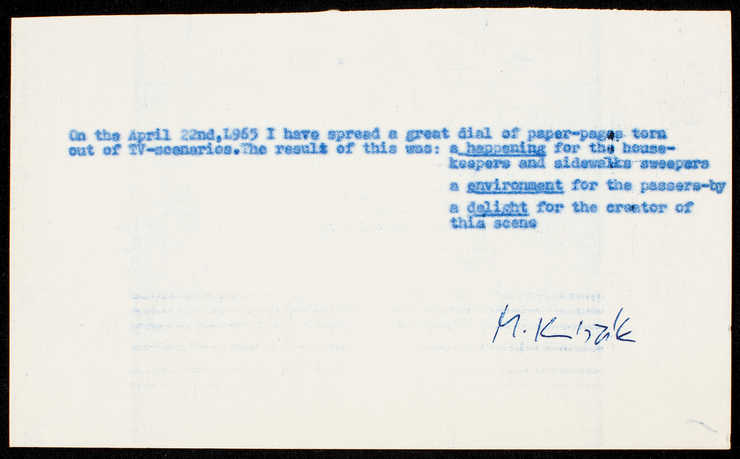 On the April 22nd,1965 I have spread a great dial of paper-pages torn
out of TV-scenarios.The result of this was: a happening for the house-
keepers and sidewalks sweepers
a environment for the passers-by
a delight for the creator of
this scene
M. Knížák